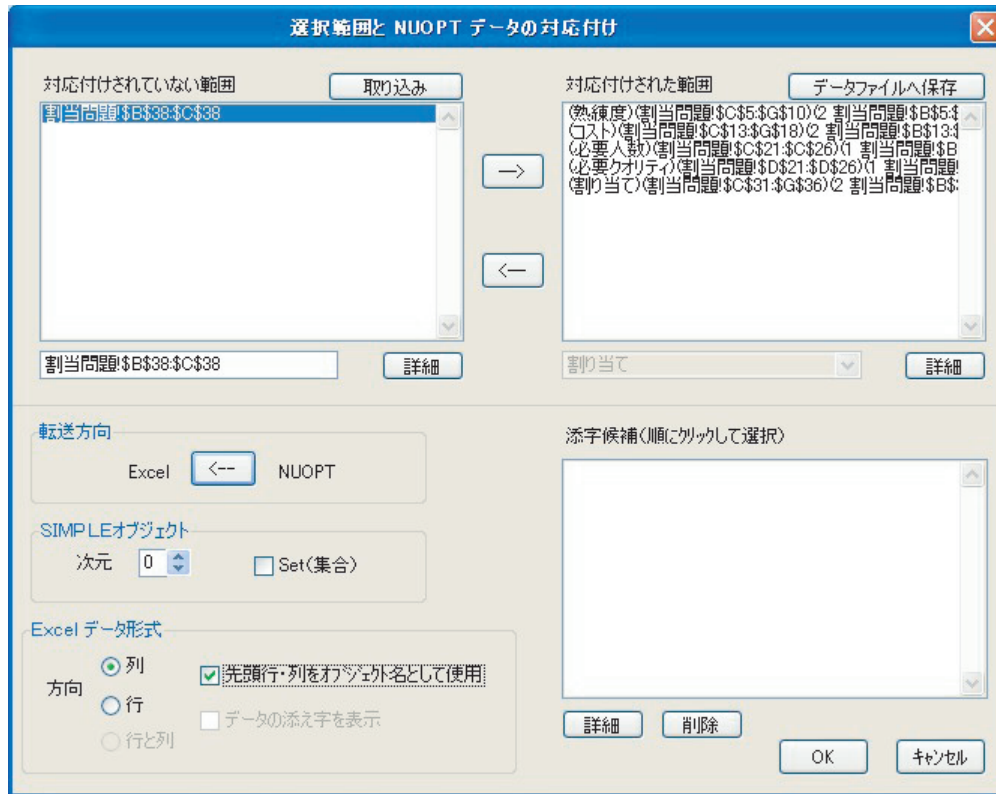 選択範囲と NUOPT データの対応付け
対応付けされていない範囲
取り込み
割当問題!$B$38:$C$38
割当問題!$B$38:$C$38
詳細
—>
<—
対応付けされた範囲
データファイルへ保存
(熟練度)(割当問題!$C$5:$G$10)(2 割当問題!$B$5:$
(コスト)(割当問題!$C$13:$G$18)(2 割当問題!$B$13:$
(必要人数)(割当問題!$C$21:$C$26)(1 割当問題!$B
(必要クオリティ)(割当問題!$D$21:$D$26)(1 割当問題!
(割り当て)(割当問題!$C$31:$G$36)(2 割当問題!$B$
割り当て
詳細
転送方向
Excel <-- NUOPT
SIMPLEオブジェクト
次元 0 Set(集合)
Excel データ形式
方向
列
行
行と列
先頭行・列をオブジェクト名として使用
データの添え字を表示
添字候補(順にクリックして選択)
詳細 削除
OK キャンセル